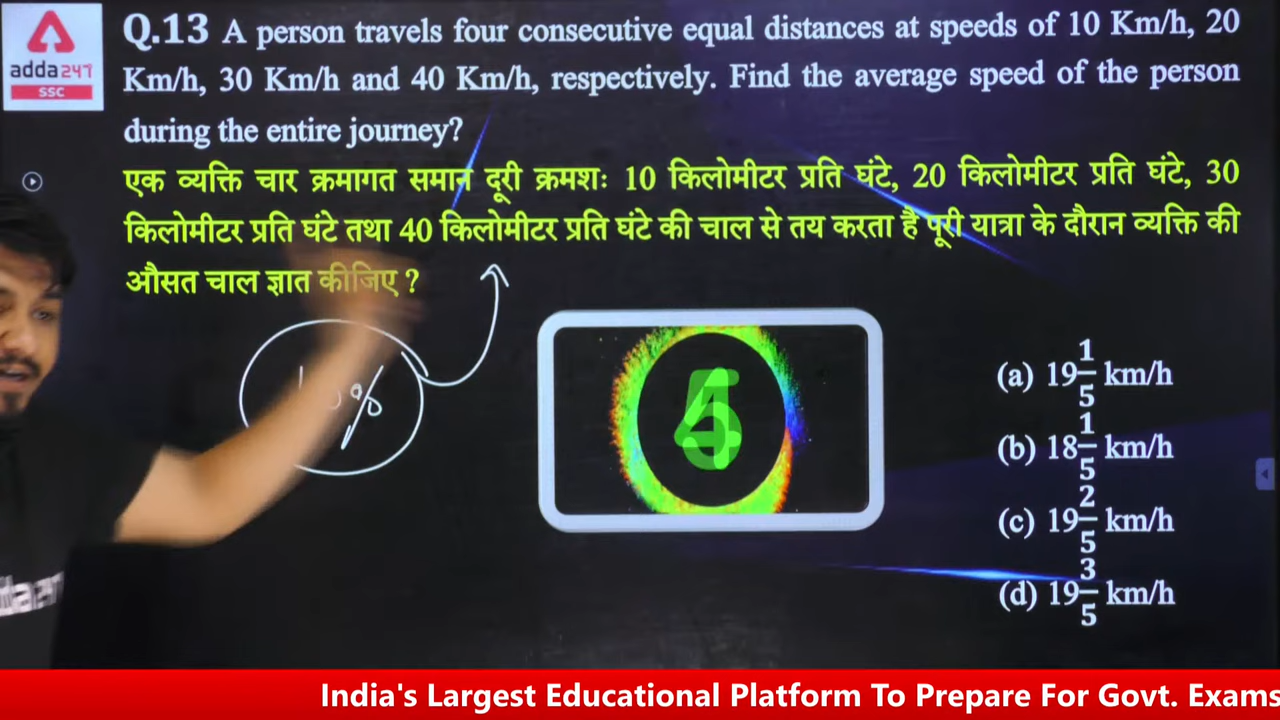 adda247
SSC
Q.13 A person travels four consecutive equal distances at speeds of 10 Km/h, 20
Km/h, 30 Km/h and 40 Km/h, respectively. Find the average speed of the person
during the entire journey?
एक व्यक्ति चार क्रमागत समान दूरी क्रमशः 10 किलोमीटर प्रति घंटे, 20 किलोमीटर प्रति घंटे, 30
किलोमीटर प्रति घंटे तथा 40 किलोमीटर प्रति घंटे की चाल से तय करता है पूरी यात्रा के दौरान व्यक्ति की
औसत चाल ज्ञात कीजिए ?
(a) 19 1/5 km/h
(b) 18 1/5 km/h
(c) 19 2/5 km/h
(d) 19 3/5 km/h
India's Largest Educational Platform To Prepare For Govt. Exams